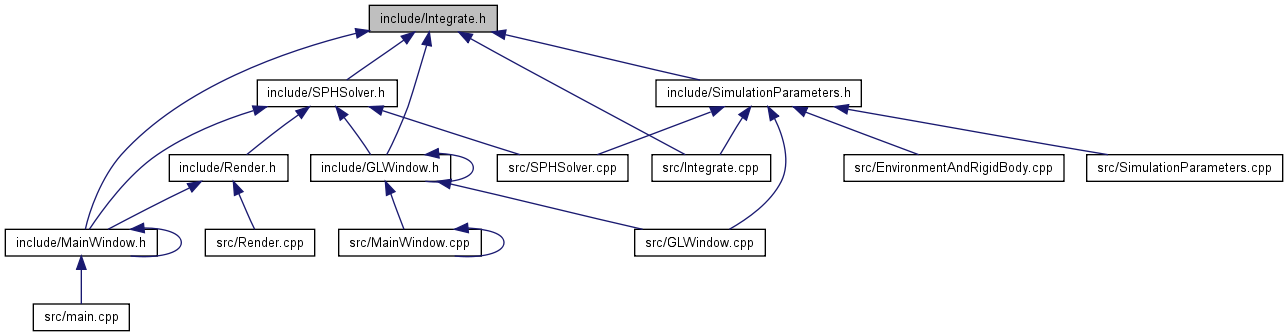 include/Integrate.h
include/SPHSolver.h
include/SimulationParameters.h
include/Render.h
include/GLWindow.h
src/SPHSolver.cpp
src/Integrate.cpp
src/EnvironmentAndRigidBody.cpp
src/SimulationParameters.cpp
include/MainWindow.h
src/Render.cpp
src/MainWindow.cpp
src/GLWindow.cpp
src/main.cpp